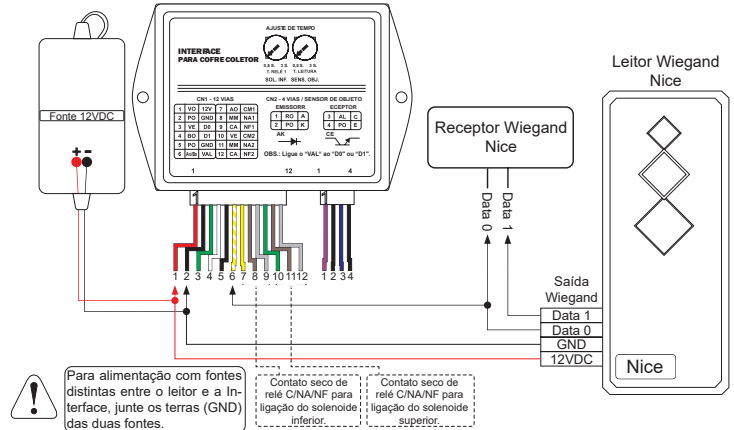 Fonte 12VDC
+ -
AJUSTE DE TEMPO
INTERFACE
PARA COFRE COLETOR
0,5 S. 3 S. 0,5 S. 3 S.
T. RELÉ 1 T. LEITURA
SOL. INF. SENS. OBJ.
CN1 - 12 VIAS
1 VO 12V 7 AO CM1
2 PO GND 8 MM NA1
3 VE D0 9 CA NF1
4 BO D1 10 VE CM2
5 PO GND 11 MM NA2
6 Ao/Bo VAL 12 CA NF2
CN2 - 4 VIAS / SENSOR DE OBJETO
EMISSORR ECEPTOR
1 RO A 3 AL C
2 PO K 4 PO E
AK CE
OBS.: Ligue o "VAL" ao "D0" ou "D1".
1 12 1 4
1 2 3 4 5 6 7 8 9 10 11 12 1 2 3 4
Receptor Wiegand
Nice
Data 0
Data 1
Leitor Wiegand
Nice
Saída
Wiegand
Data 1
Data 0
GND
12VDC
Nice
!
Para alimentação com fontes
distintas entre o leitor e a In-
terface, junte os terras (GND)
das duas fontes.
Contato seco de
relé C/NA/NF para
ligação do solenoide
inferior.
Contato seco de
relé C/NA/NF para
ligação do solenoide
superior.